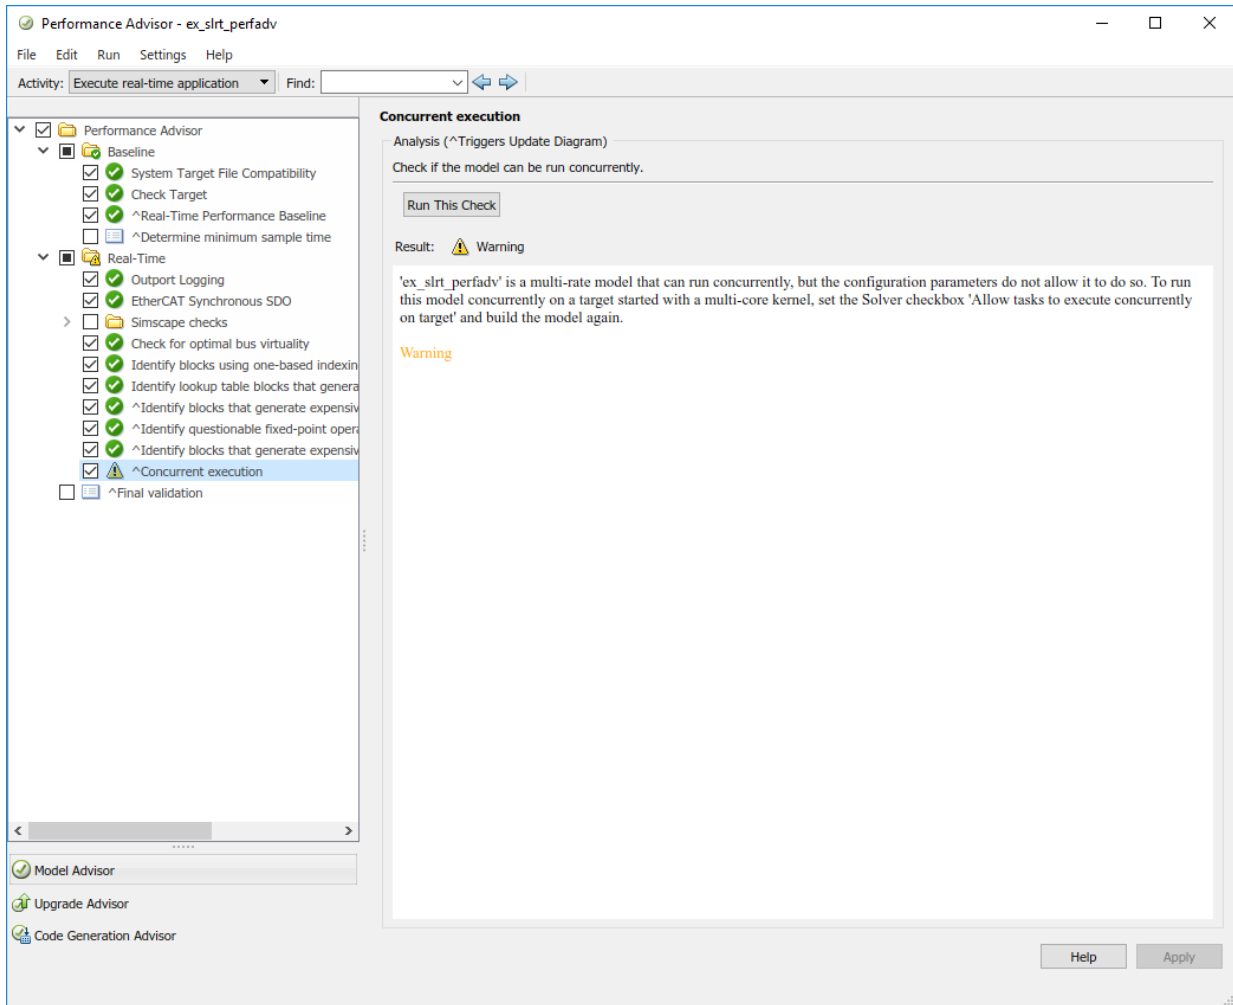 Performance Advisor - ex_slrt_perfadv
File Edit Run Settings Help
Activity: Execute real-time application Find:
Performance Advisor
Baseline
System Target File Compatibility
Check Target
^Real-Time Performance Baseline
^Determine minimum sample time
Real-Time
Outport Logging
EtherCAT Synchronous SDO
Simscape checks
Check for optimal bus virtuality
Identify blocks using one-based indexin
Identify lookup table blocks that genera
^Identify blocks that generate expensiv
^Identify questionable fixed-point opera
^Identify blocks that generate expensiv
^Concurrent execution
^Final validation
Model Advisor
Upgrade Advisor
Code Generation Advisor
Concurrent execution
Analysis (^Triggers Update Diagram)
Check if the model can be run concurrently.
Run This Check
Result: Warning
'ex_slrt_perfadv' is a multi-rate model that can run concurrently, but the configuration parameters do not allow it to do so. To run
this model concurrently on a target started with a multi-core kernel, set the Solver checkbox 'Allow tasks to execute concurrently
on target' and build the model again.
Warning
Help Apply